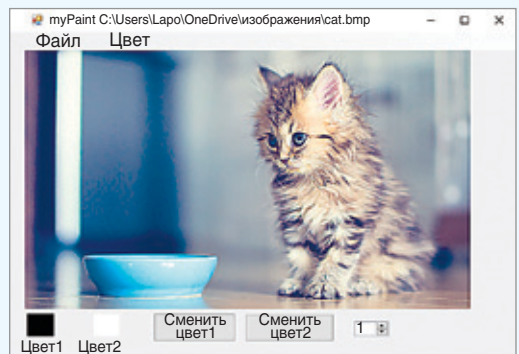 myPaint C:\Users\Lapo\OneDrive\изображения\cat.bmp
Файл Цвет
Сменить цвет1
Сменить цвет2
1
Цвет1 Цвет2